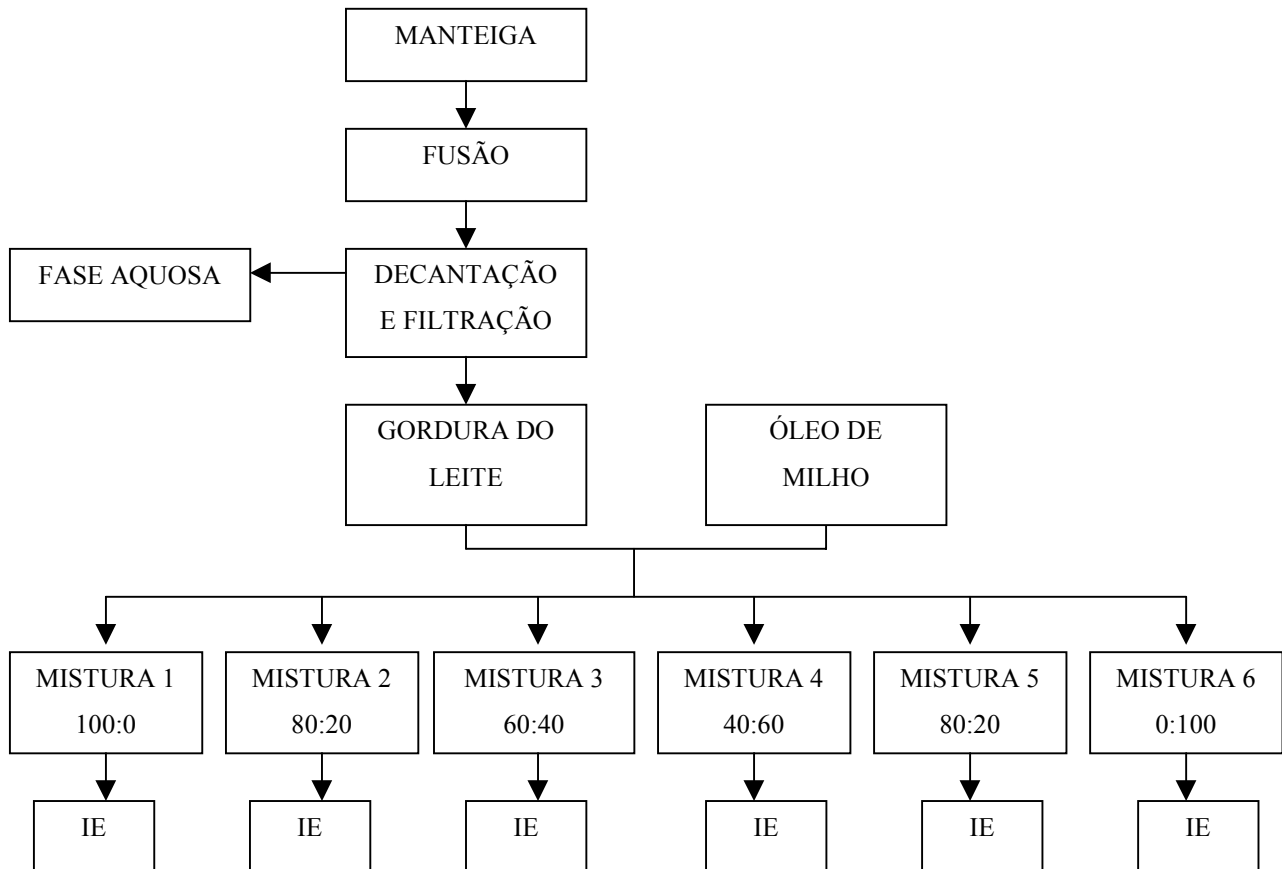 MANTEIGA
FUSÃO
FASE AQUOSA
DECANTAÇÃO
E FILTRAÇÃO
GORDURA DO
LEITE
ÓLEO DE
MILHO
MISTURA 1
100:0
MISTURA 2
80:20
MISTURA 3
60:40
MISTURA 4
40:60
MISTURA 5
80:20
MISTURA 6
0:100
IE
IE
IE
IE
IE
IE